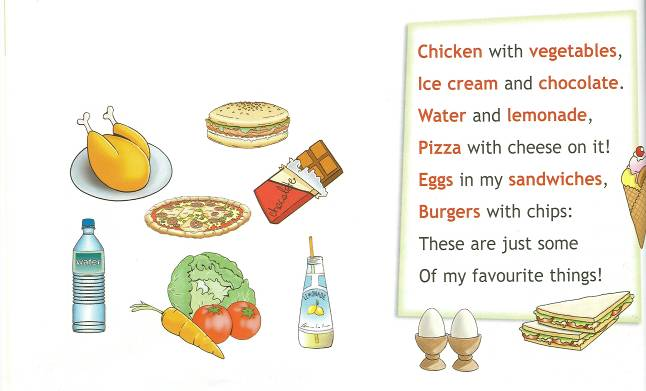 Chicken with vegetables,
Ice cream and chocolate.
Water and lemonade,
Pizza with cheese on it!
Eggs in my sandwiches,
Burgers with chips:
These are just some
Of my favourite things!
chocolate
water
LEMONADE